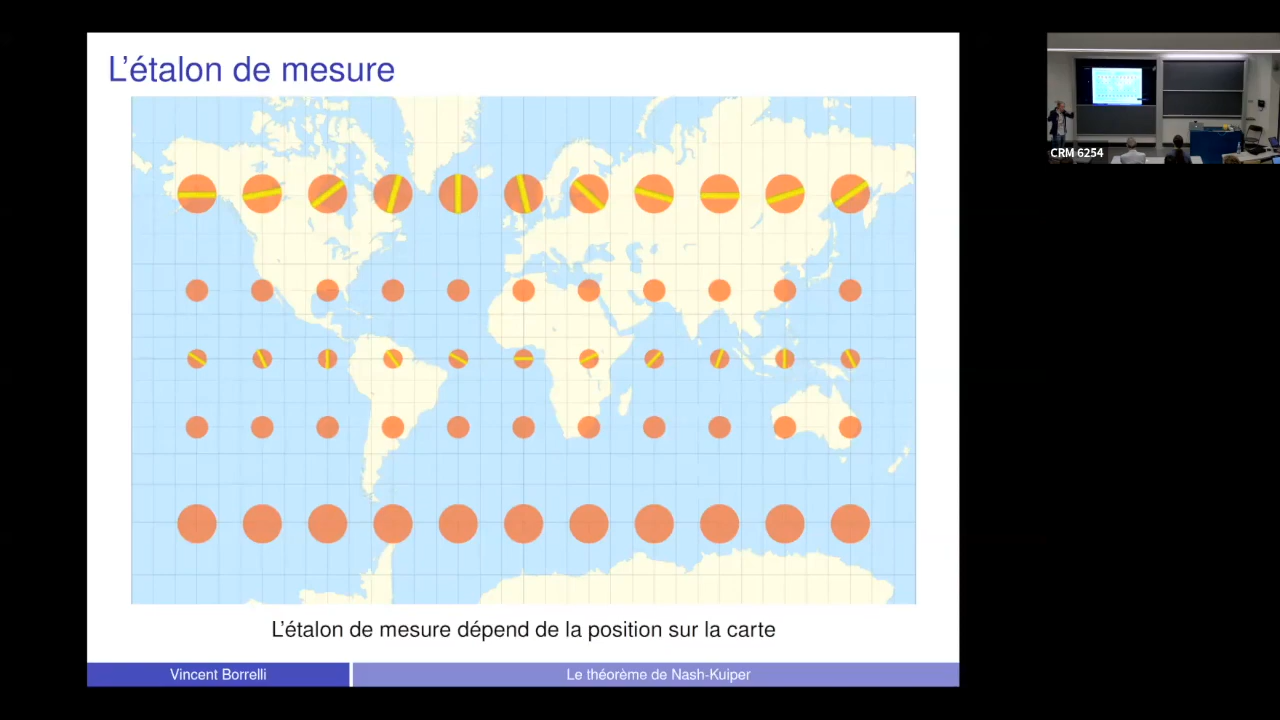 L'étalon de mesure
CRM 6254
L'étalon de mesure dépend de la position sur la carte
Vincent Borrelli
Le théorème de Nash-Kuiper